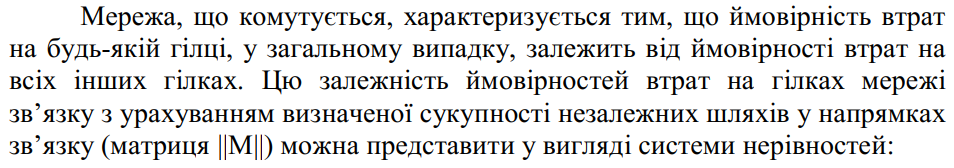 Мережа, що комутується, характеризується тим, що ймовірність втрат
на будь-якій гілці, у загальному випадку, залежить від ймовірності втрат на
всіх інших гілках. Цю залежність ймовірностей втрат на гілках мережі
зв’язку з урахуванням визначеної сукупності незалежних шляхів у напрямках
зв’язку (матриця ||М||) можна представити у вигляді системи нерівностей: